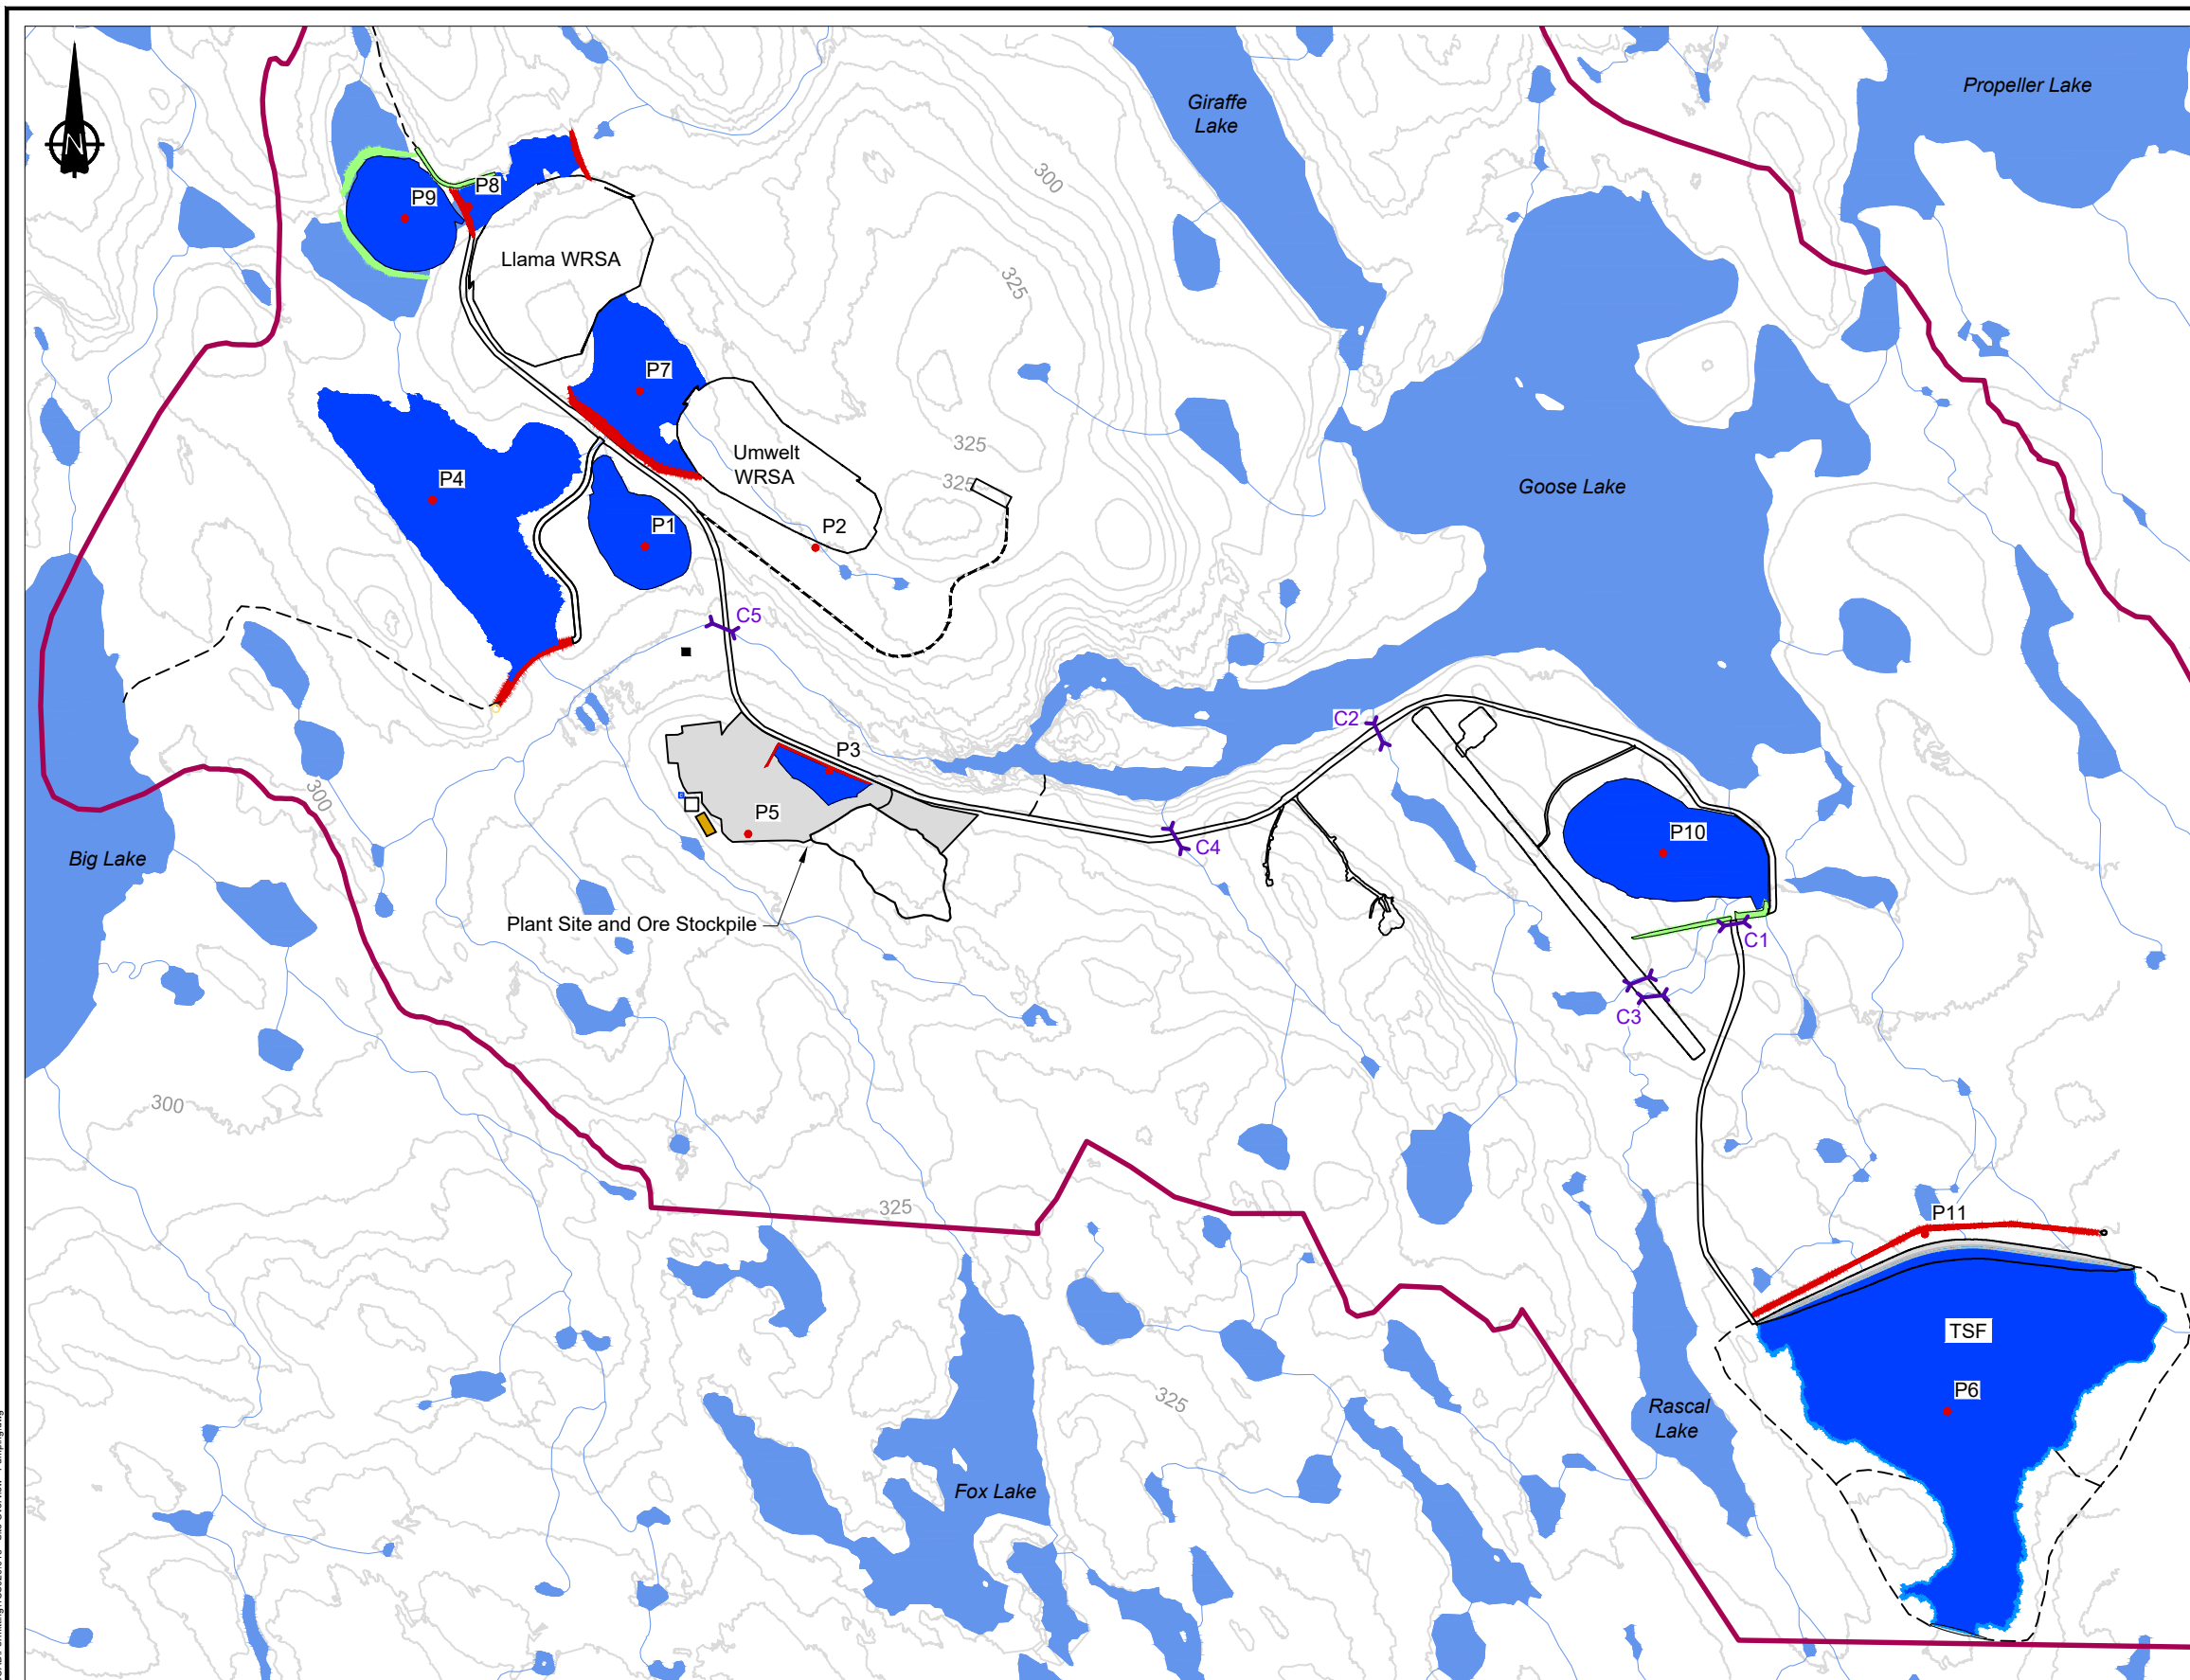 Propeller Lake
Giraffe
Lake
N
300
P8
P9
Llama WRSA
325
P7
325
Umwelt
WRSA
P4
325
Goose Lake
P1
P2
C5
C2
P3
300
P5
P10
C4
Big Lake
Plant Site and Ore Stockpile
C1
C3
300
325
P11
TSF
P6
325
Rascal
Lake
Fox Lake